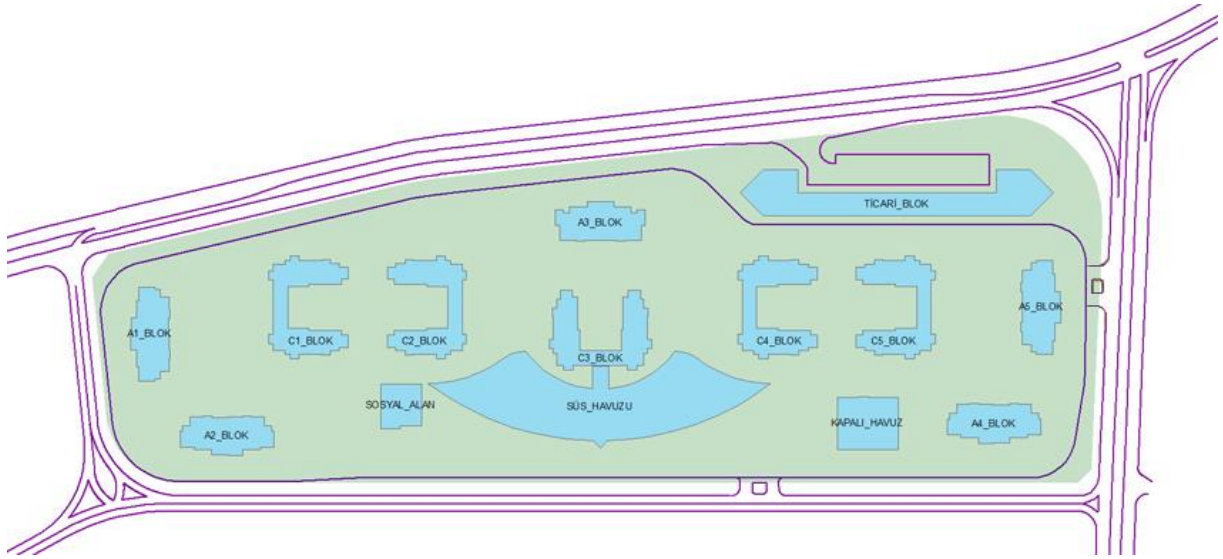 TİCARİ_BLOK
A3_BLOK
A1_BLOK
C1_BLOK
C2_BLOK
C3_BLOK
C4_BLOK
C5_BLOK
A5_BLOK
SOSYAL_ALAN
SÜS_HAVUZU
KAPALI_HAVUZ
A2_BLOK
A4_BLOK